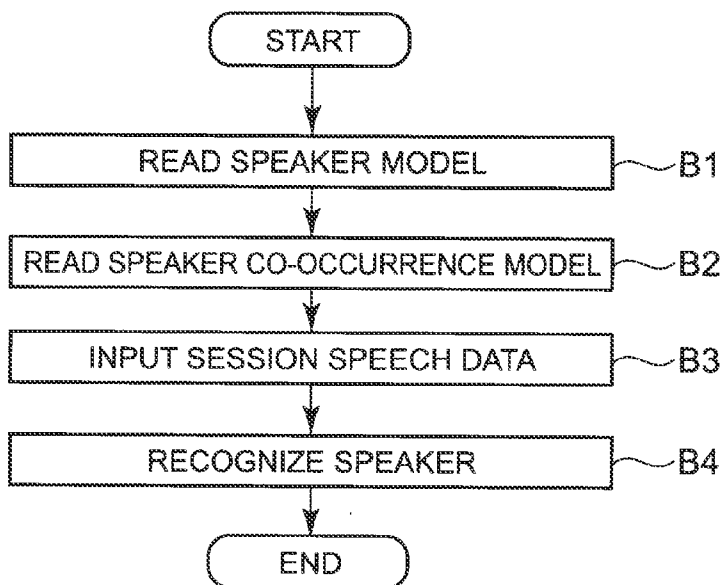 START
READ SPEAKER MODEL B1
READ SPEAKER CO-OCCURRENCE MODEL B2
INPUT SESSION SPEECH DATA B3
RECOGNIZE SPEAKER B4
END